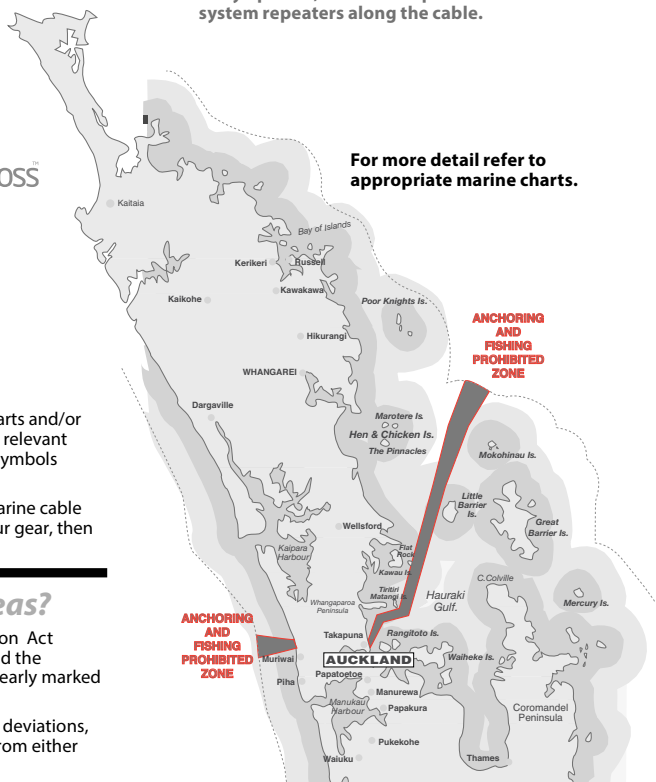 system repeaters along the cable.
oss
™
For more detail refer to
appropriate marine charts.
Kaitaia
Bay of Islands
Kerikeri
Russell
Kawakawa
Kaikohe
Poor Knights Is.
Hikurangi
ANCHORING
AND
FISHING
PROHIBITED
ZONE
WHANGAREI
Dargaville
Marotere Is.
Hen & Chicken Is.
The Pinnacles
Mokohinau Is.
arts and/or
relevant
ymbols
arine cable
ur gear, then
Little
Barrier
Is.
Great
Barrier Is.
Wellsford
Kaipara
Harbour
Flat
Rock
Kawau Is.
Tiritiri
Matangi Is.
Whangaparoa
Peninsula
Hauraki
Gulf.
C.Colville
Mercury Is.
eas?
on Act
d the
early marked
deviations,
rom either
ANCHORING
AND
FISHING
PROHIBITED
ZONE
Takapuna
Rangitoto Is.
Muriwai
AUCKLAND
Waiheke Is.
Piha
Papatoetoe
Manurewa
Manukau
Harbour
Papakura
Coromandel
Peninsula
Pukekohe
Waiuku
Thames